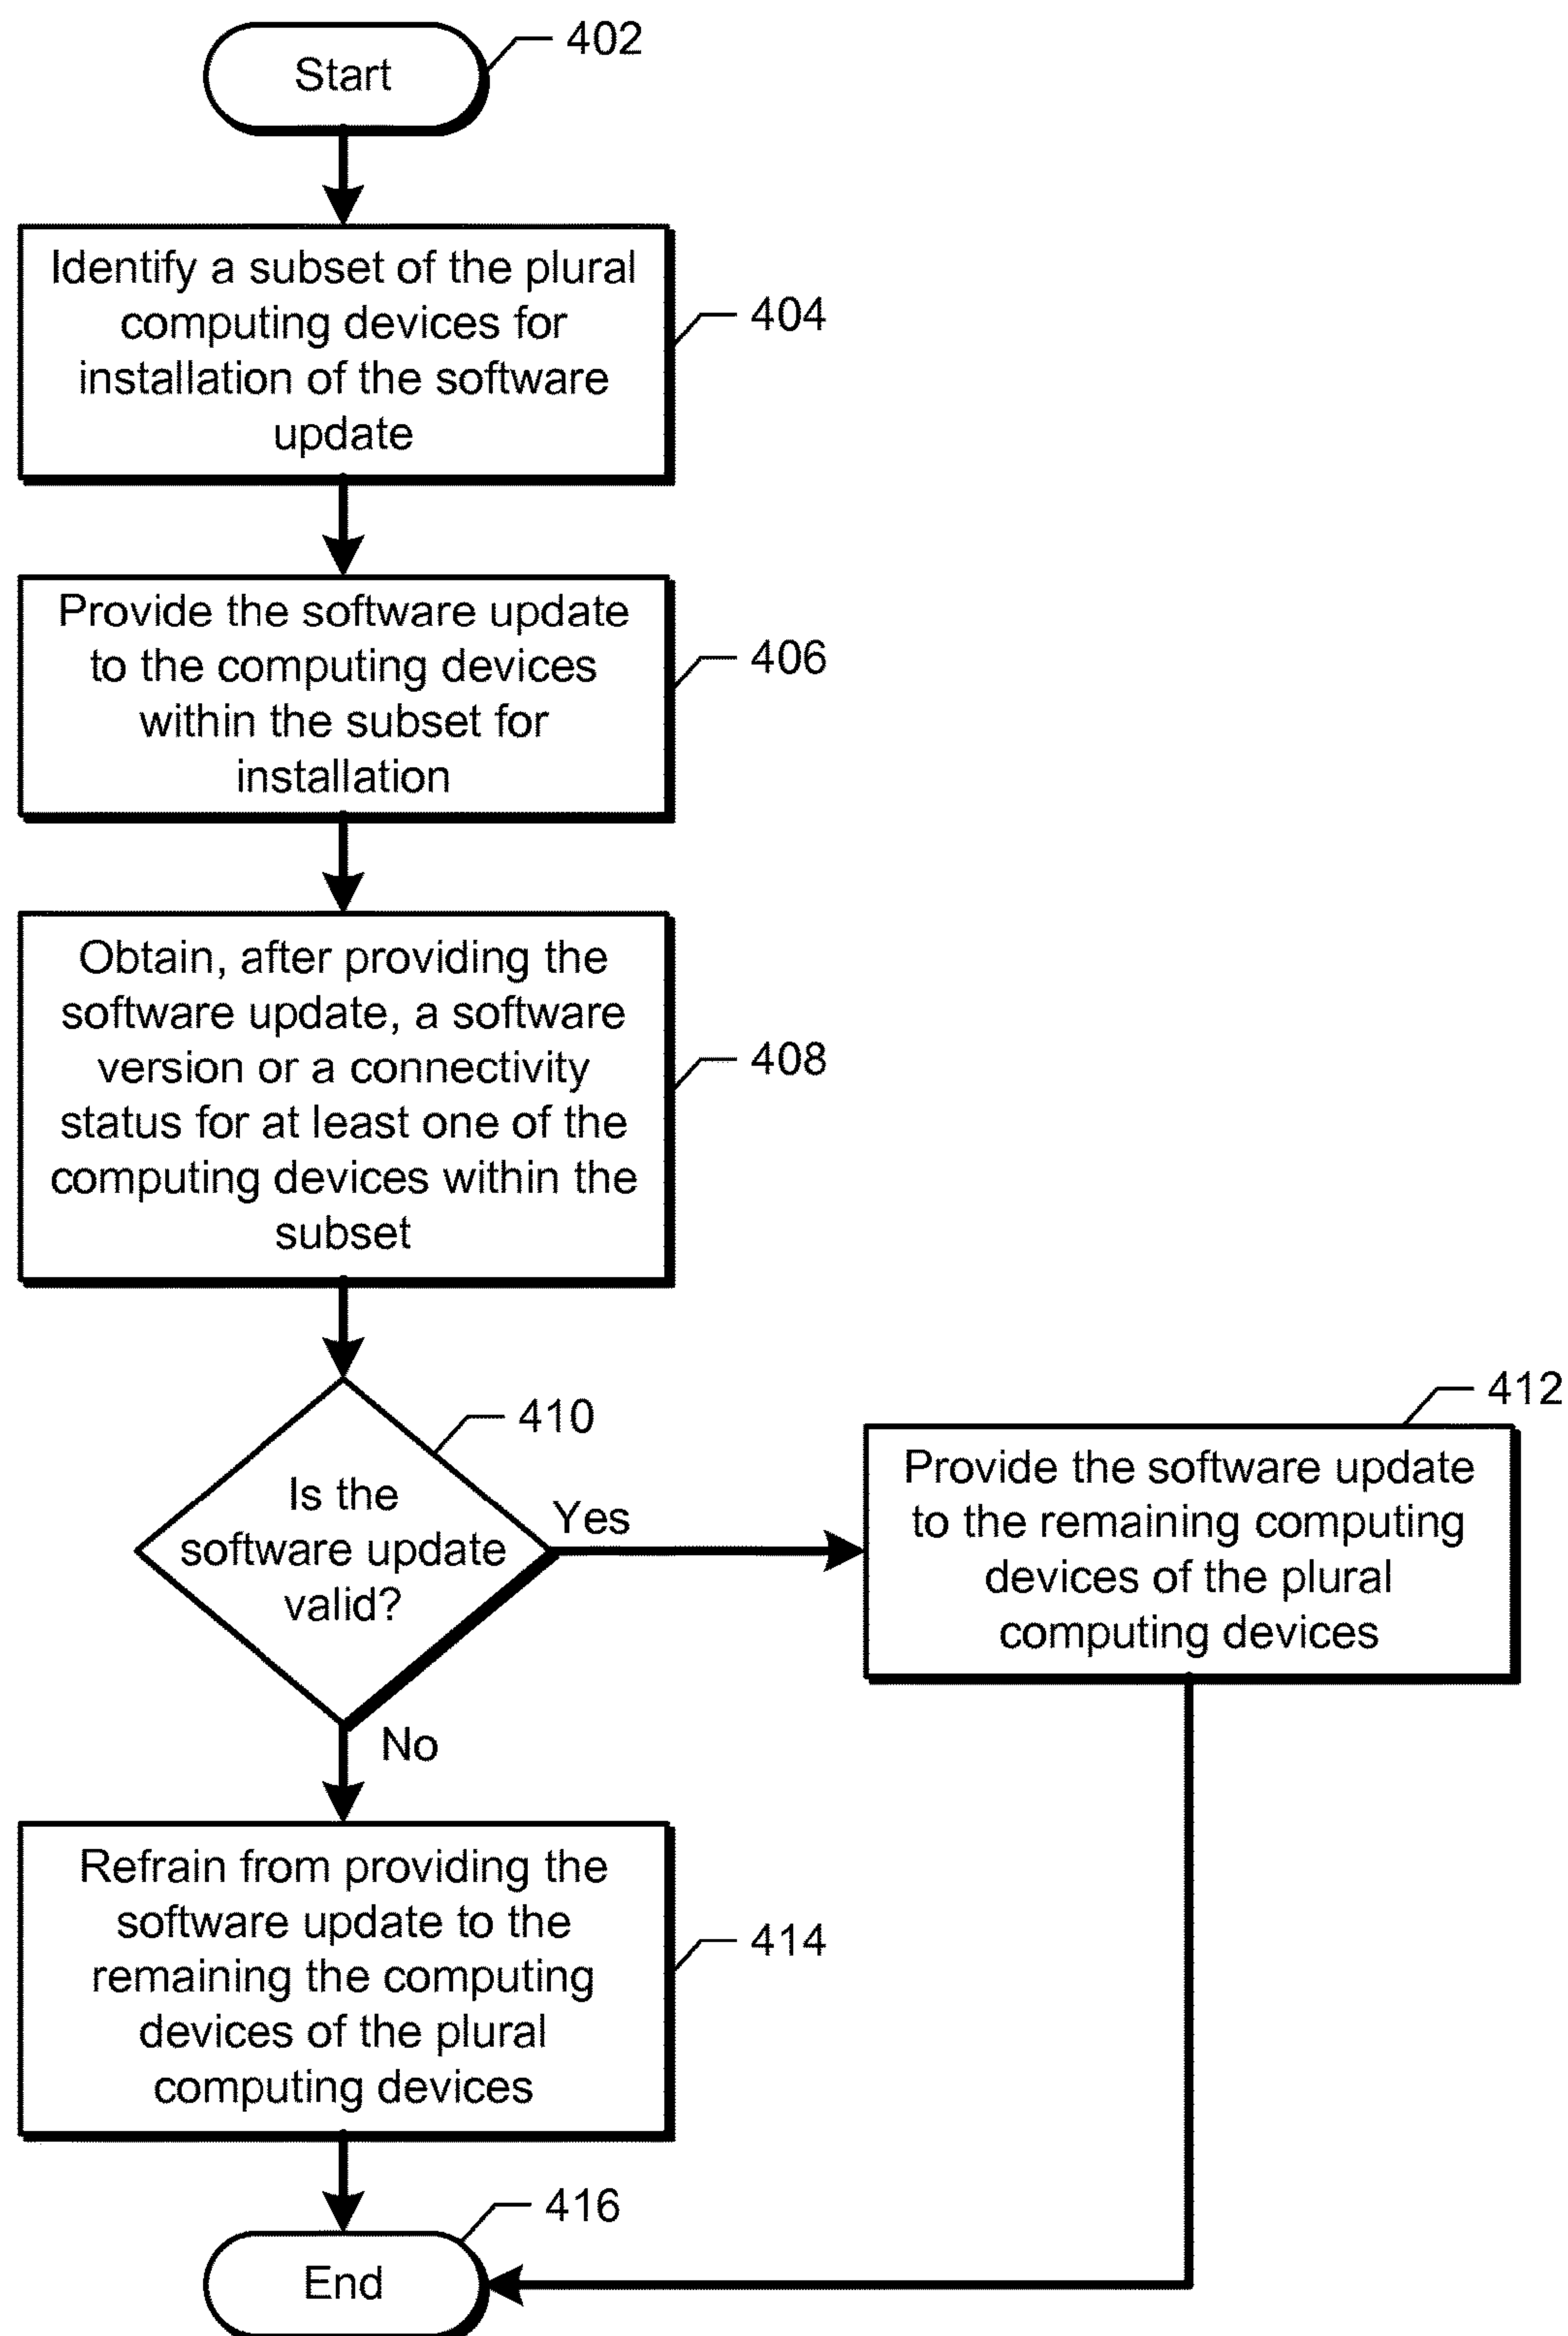 Start
402
Identify a subset of the plural
computing devices for
installation of the software
update
404
Provide the software update
to the computing devices
within the subset for
installation
406
Obtain, after providing the
software update, a software
version or a connectivity
status for at least one of the
computing devices within the
subset
408
Is the
software update
valid?
410
Yes
412
Provide the software update
to the remaining computing
devices of the plural
computing devices
No
Refrain from providing the
software update to the
remaining the computing
devices of the plural
computing devices
414
End
416